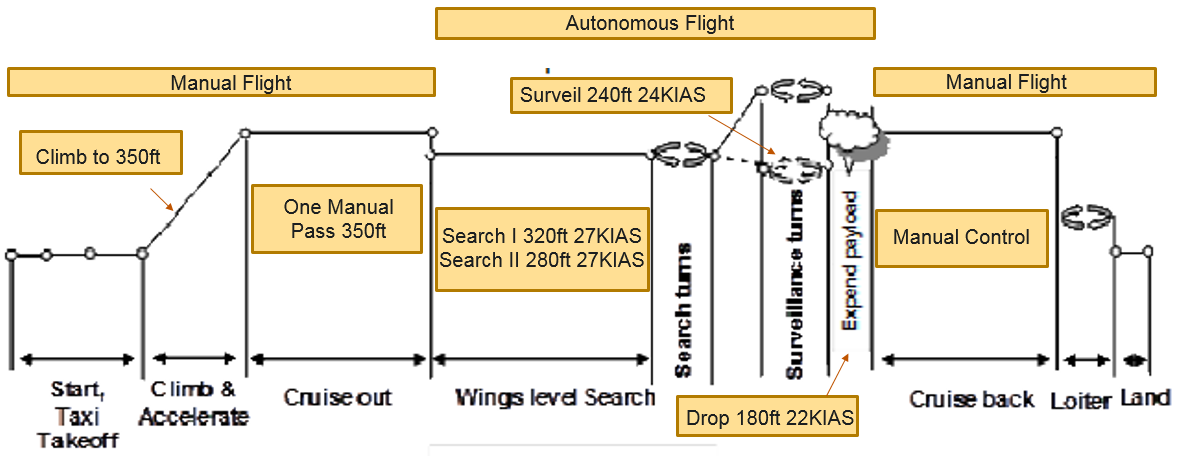 Autonomous Flight
Manual Flight
Manual Flight
Surveil 240ft 24KIAS
Climb to 350ft
One Manual
Pass 350ft
Search I 320ft 27KIAS
Search II 280ft 27KIAS
Manual Control
Search turns
Surveillance turns
Expend payload
Start,
Taxi
Takeoff
Climb &
Accelerate
Cruise out
Wings level Search
Drop 180ft 22KIAS
Cruise back
Loiter
Land